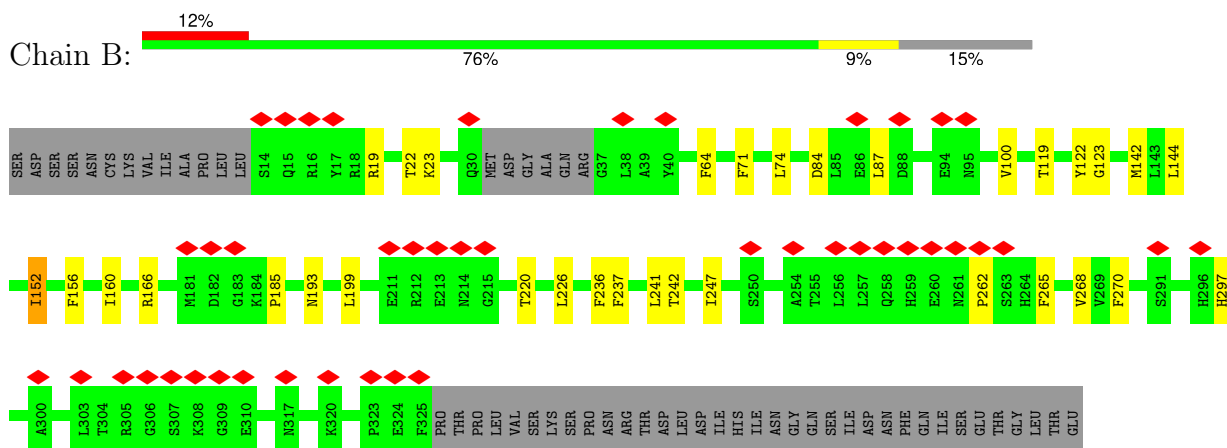 12%
Chain B:
76% 9% 15%
SER ASP SER SER ASN CYS LYS VAL ILE ALA PRO LEU LEU S14 Q15 R16 Y17 R18 R19 T22 K23 Q30 MET ASP GLY ALA GLN ARG G37 L38 A39 Y40 F64 F71 L74 D84 L85 E86 L87 D88 E94 N95 V100 T119 Y122 G123 M142 L143 L144
I152 F156 I160 R166 M181 D182 G183 K184 P185 N193 L199 E211 R212 E213 N214 G215 T220 L226 F236 F237 L241 T242 I247 S250 A254 T255 L256 L257 Q258 H259 E260 N261 P262 S263 H264 F265 V268 V269 F270 S291 H296 H297
A300 L303 T304 R305 G306 S307 K308 G309 E310 N317 K320 P323 E324 F325 PRO THR PRO LEU VAL SER LYS SER PRO ASN ARG THR ASP LEU ASP ILE HIS ILE ASN GLY GLN SER ILE ASP ASN PHE GLN ILE SER GLU THR GLY LEU THR GLU